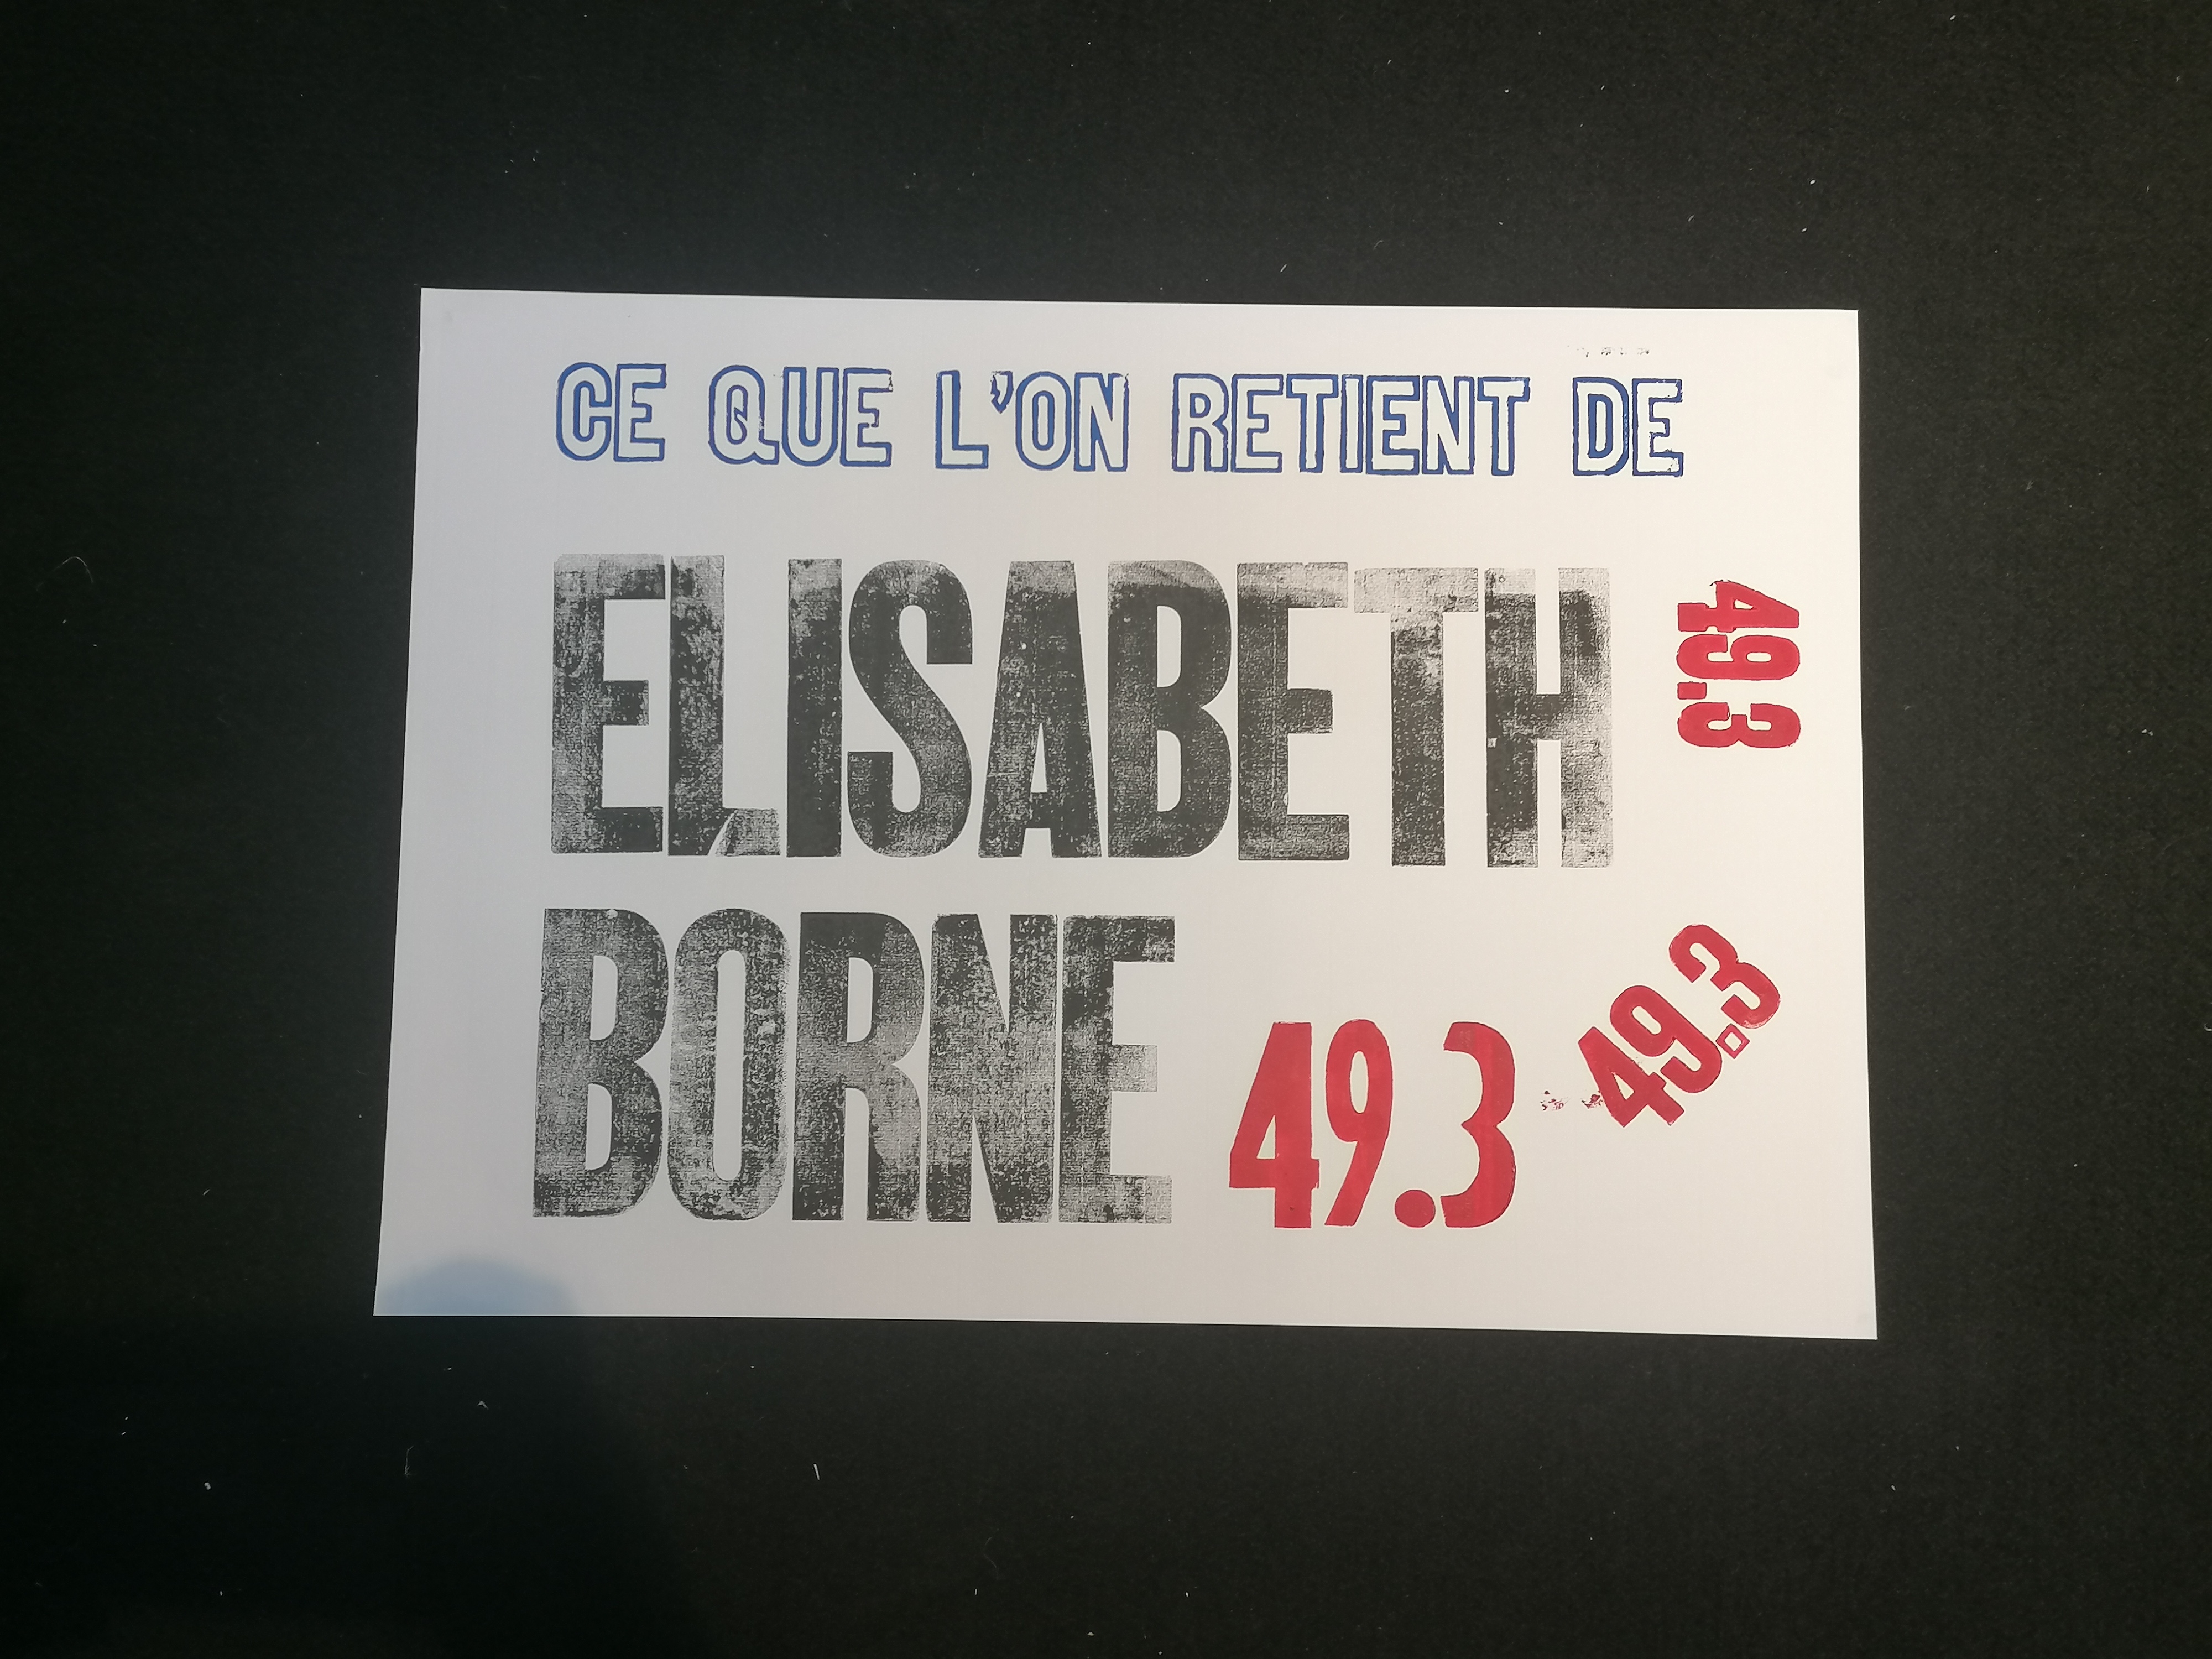 CE QUE L'ON RETIENT DE
ELISABETH
49.3
BORNE
49.3
49.3